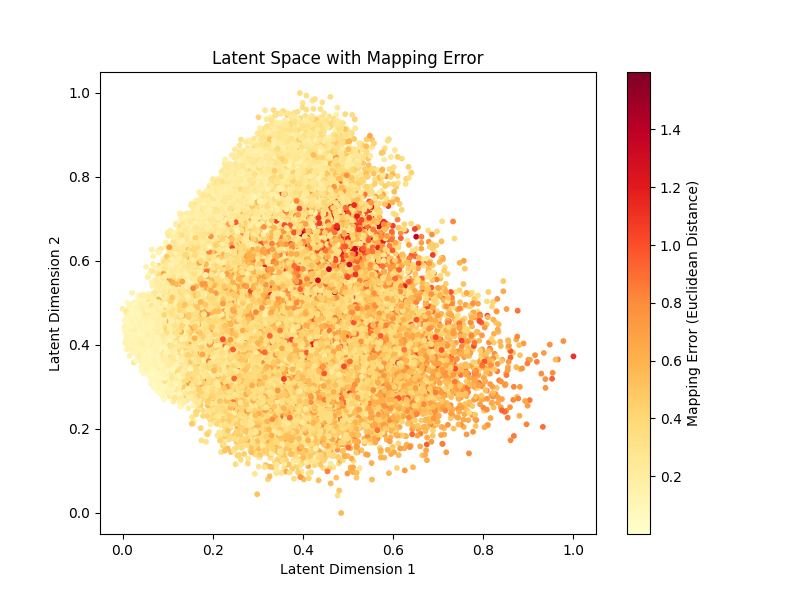 Latent Space with Mapping Error
1.0
0.8
0.6
0.4
0.2
0.0
Latent Dimension 2
0.0 0.2 0.4 0.6 0.8 1.0
Latent Dimension 1
1.4
1.2
1.0
0.8
0.6
0.4
0.2
Mapping Error (Euclidean Distance)